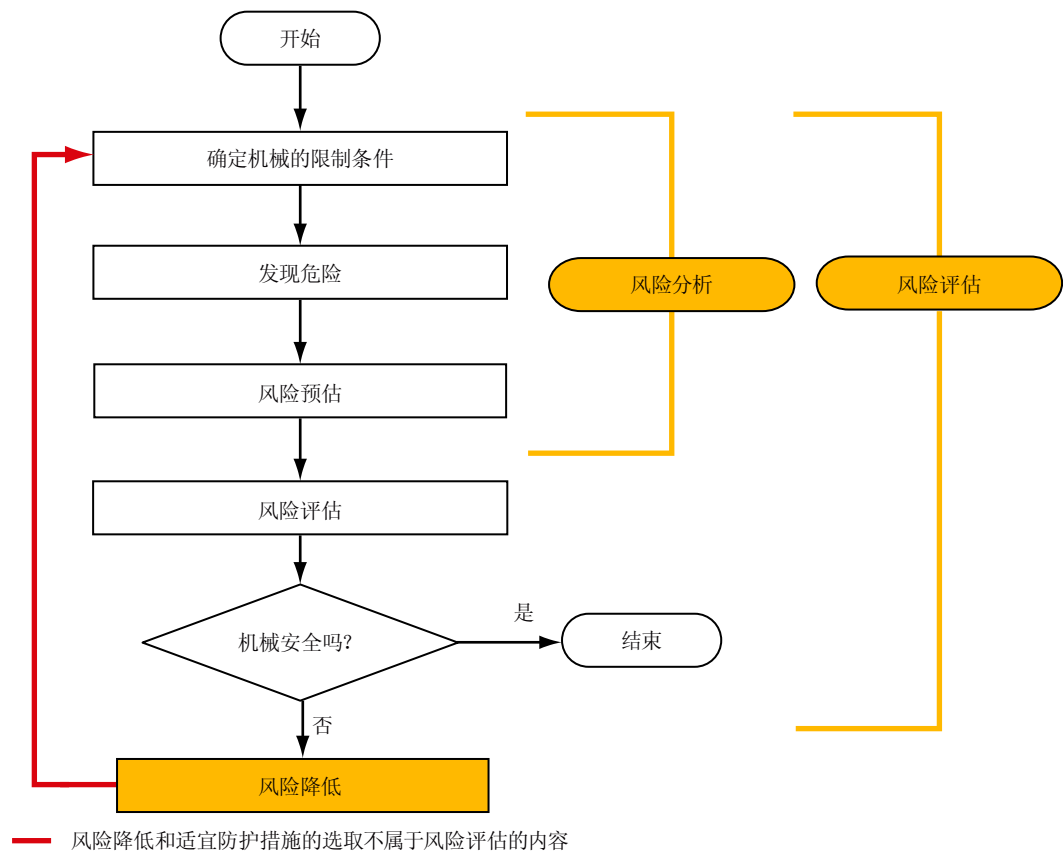 开始
确定机械的限制条件
发现危险
风险分析
风险评估
风险预估
风险评估
机械安全吗?
是
结束
否
风险降低
风险降低和适宜防护措施的选取不属于风险评估的内容